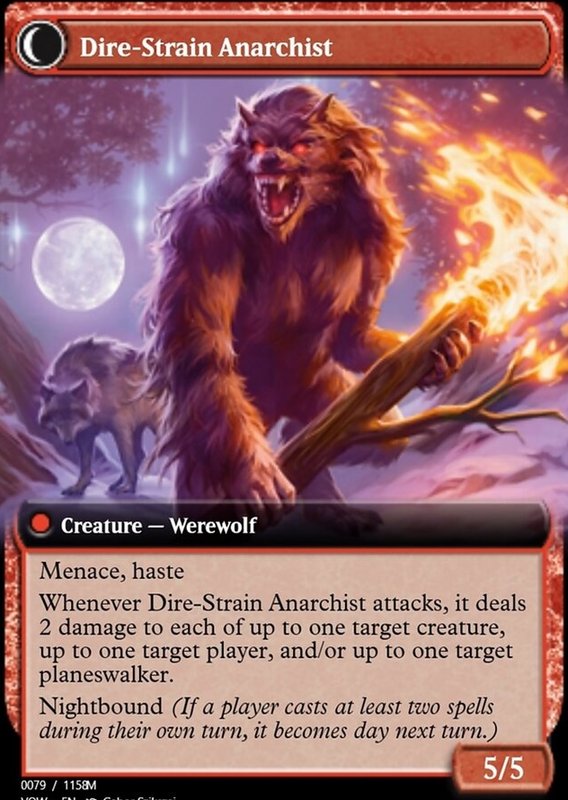 Dire-Strain Anarchist
Creature — Werewolf
Menace, haste
Whenever Dire-Strain Anarchist attacks, it deals
2 damage to each of up to one target creature,
up to one target player, and/or up to one target
planeswalker.
Nightbound (If a player casts at least two spells
during their own turn, it becomes day next turn.)
5/5
0079 / 1158M